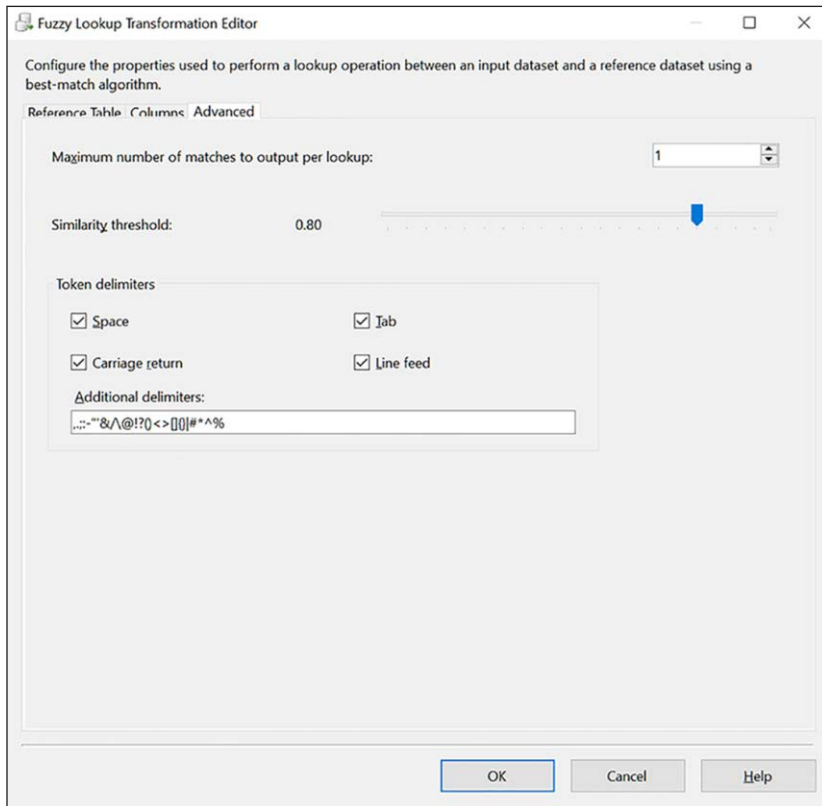 Fuzzy Lookup Transformation Editor
Configure the properties used to perform a lookup operation between an input dataset and a reference dataset using a
best-match algorithm.
Reference Table Columns Advanced
Maximum number of matches to output per lookup: 1
Similarity threshold: 0.80
Token delimiters
Space Tab
Carriage return Line feed
Additional delimiters:
,.;:-"'&/\@!?()<>[]{}|#*^%
OK Cancel Help